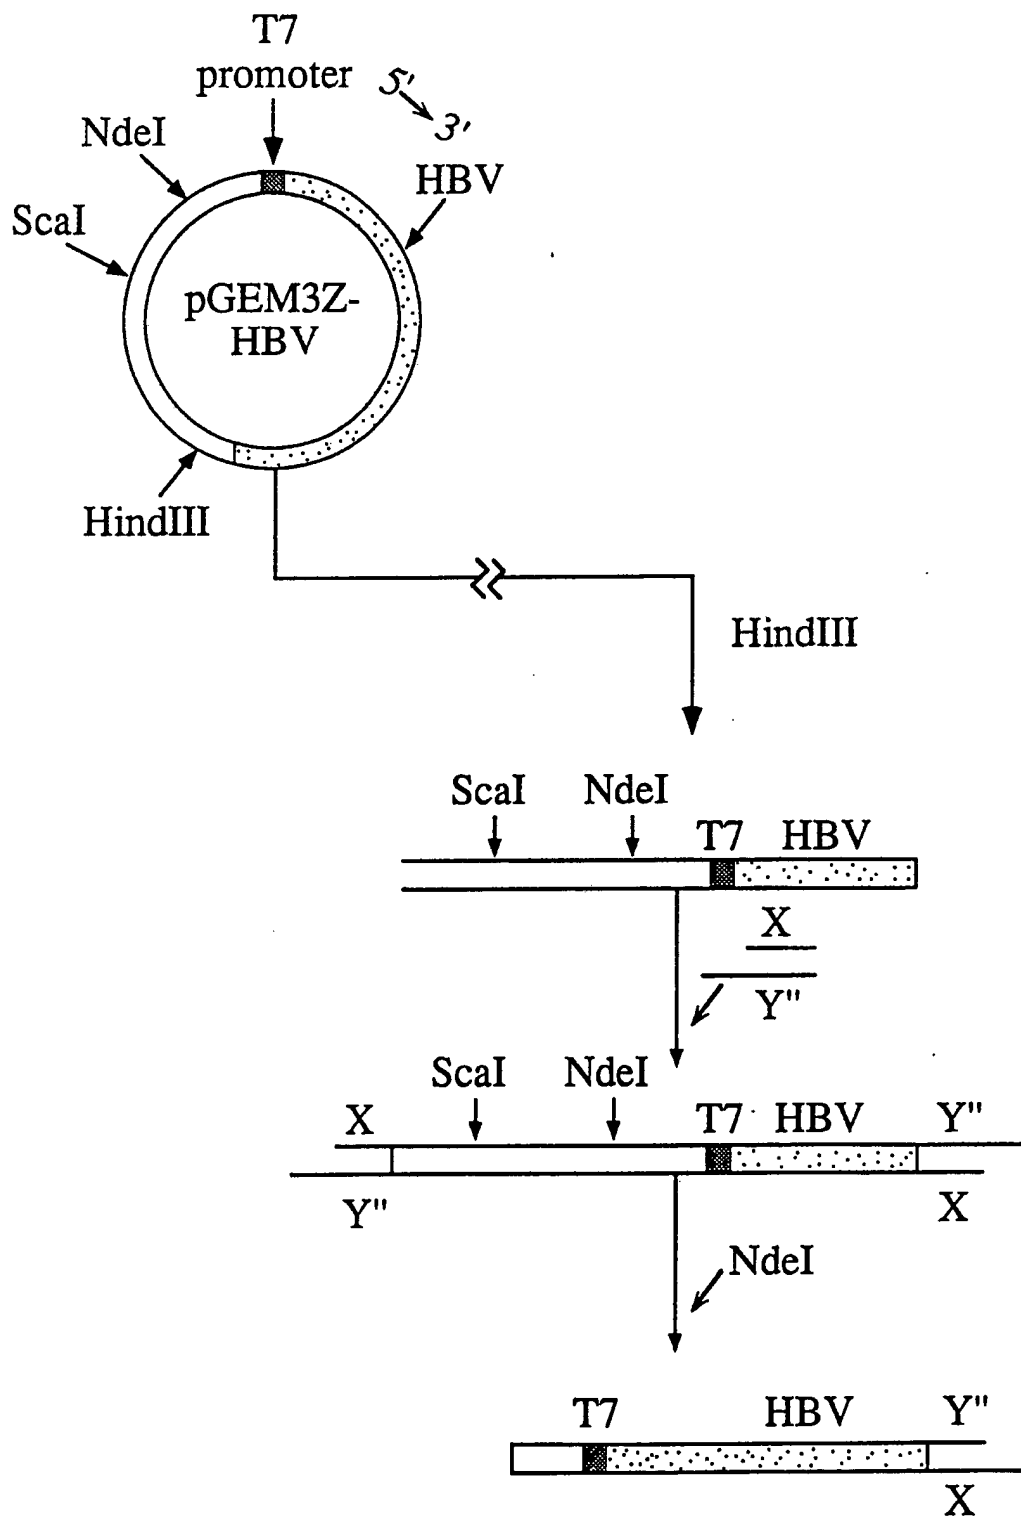 T7
promoter
5'
3'
NdeI
HBV
ScaI
pGEM3Z-
HBV
HindIII
HindIII
ScaI NdeI
T7 HBV
X
Y"
ScaI NdeI
X T7 HBV Y"
Y" X
NdeI
T7 HBV Y"
X